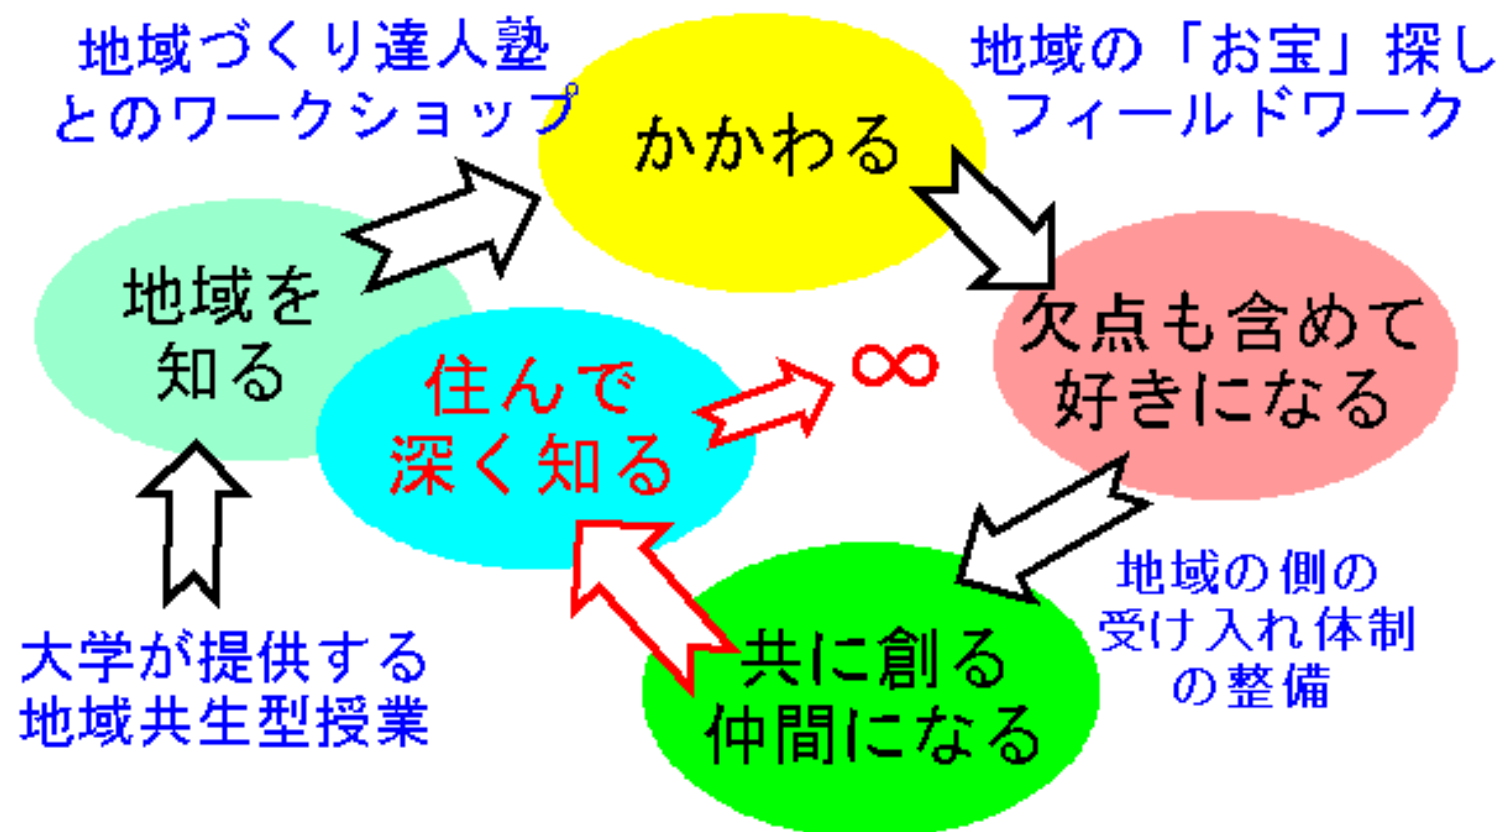 地域づくり達人塾
とのワークショップ
かかわる
地域の「お宝」探し
フィールドワーク
地域を
知る
住んで
深く知る
∞
欠点も含めて
好きになる
大学が提供する
地域共生型授業
共に創る
仲間になる
地域の側の
受け入れ体制
の整備